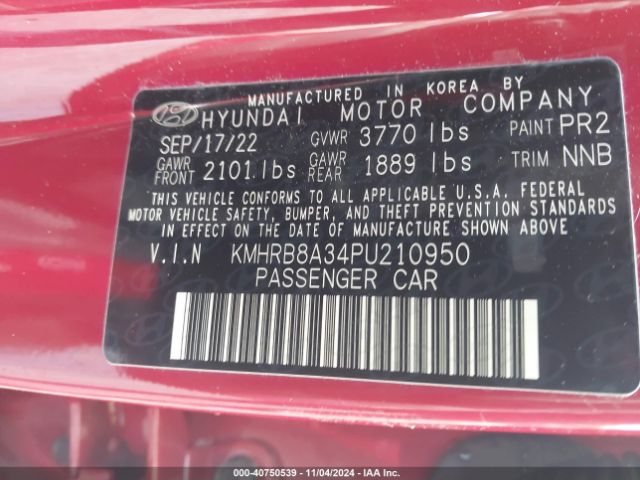 MANUFACTURED IN KOREA BY
HYUNDAI MOTOR COMPANY
SEP/17/22 GVWR 3770 lbs PAINT PR2
GAWR FRONT 2101.lbs GAWR REAR 1889 lbs TRIM NNB
THIS VEHICLE CONFORMS TO ALL APPLICABLE U.S.A. FEDERAL
MOTOR VEHICLE SAFETY, BUMPER, AND THEFT PREVENTION STANDARDS
IN EFFECT ON THE DATE OF MANUFACTURE SHOWN ABOVE
V.I.N KMHRB8A34PU210950
PASSENGER CAR
000-40750539 - 11/04/2024 - IAA Inc.